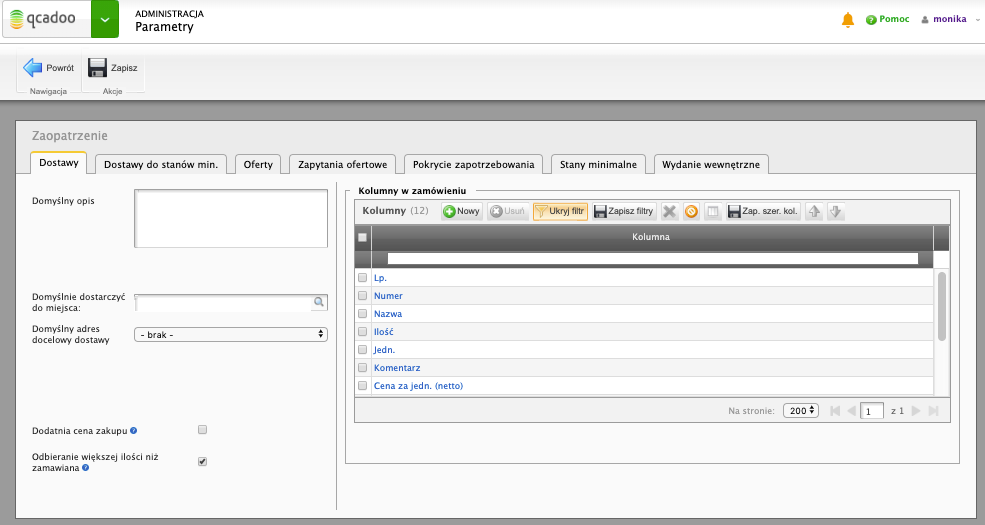 qcadoo
ADMINISTRACJA
Parametry
Pomoc
monika
Powrót
Zapisz
Nawigacja
Akcje
Zaopatrzenie
Dostawy
Dostawy do stanów min.
Oferty
Zapytania ofertowe
Pokrycie zapotrzebowania
Stany minimalne
Wydanie wewnętrzne
Domyślny opis
Domyślnie dostarczyć
do miejsca:
Domyślny adres
docelowy dostawy
- brak -
Dodatnia cena zakupu ?
Odbieranie większej ilości niż
zamawiana ?
Kolumny w zamówieniu
Kolumny (12)
Nowy
Usuń
Ukryj filtr
Zapisz filtry
Zap. szer. kol.
Kolumna
Lp.
Numer
Nazwa
Ilość
Jedn.
Komentarz
Cena za jedn. (netto)
Na stronie:
200
1
z 1